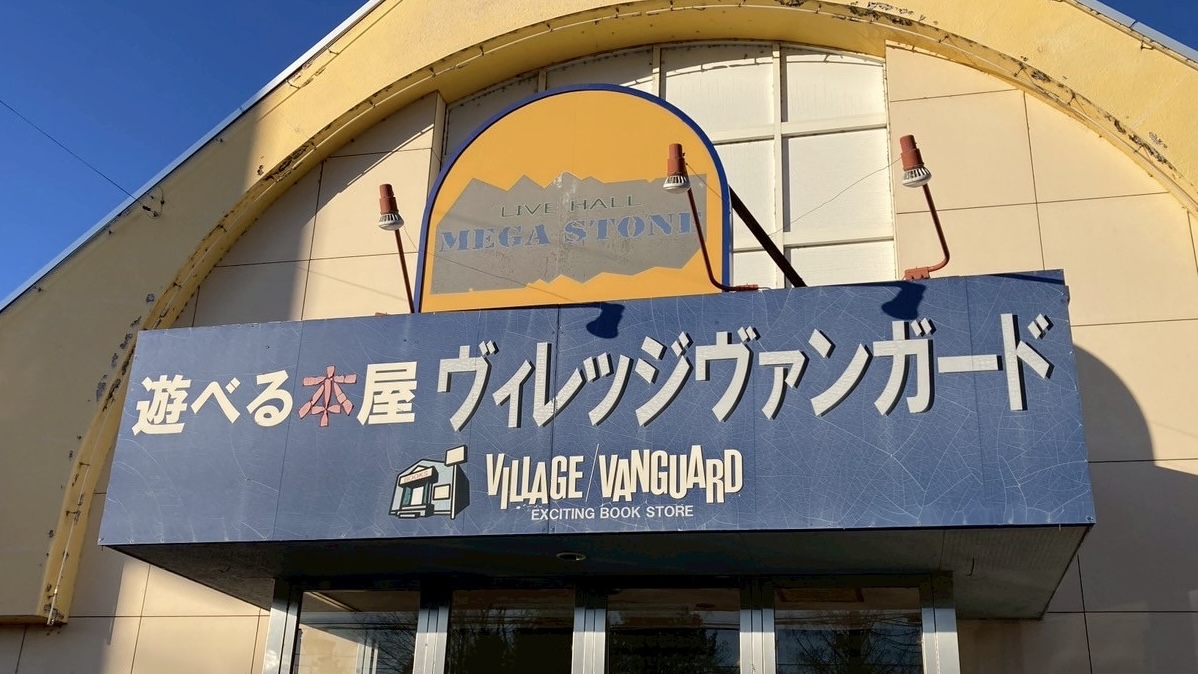 LIVE HALL
MEGA STONE
遊べる本屋 ヴィレッジヴァンガード
VILLAGE/VANGUARD
EXCITING BOOK STORE